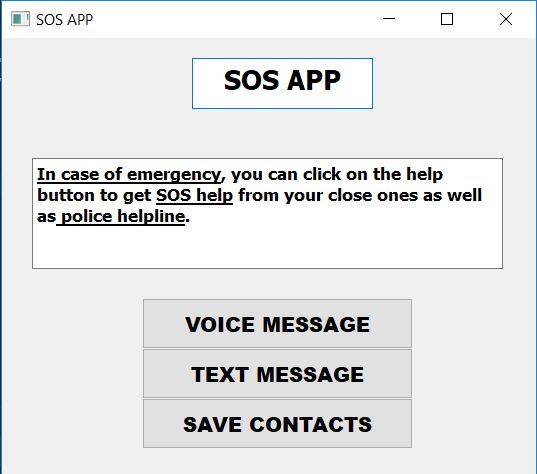 SOS APP
SOS APP
In case of emergency, you can click on the help
button to get SOS help from your close ones as well
as police helpline.
VOICE MESSAGE
TEXT MESSAGE
SAVE CONTACTS